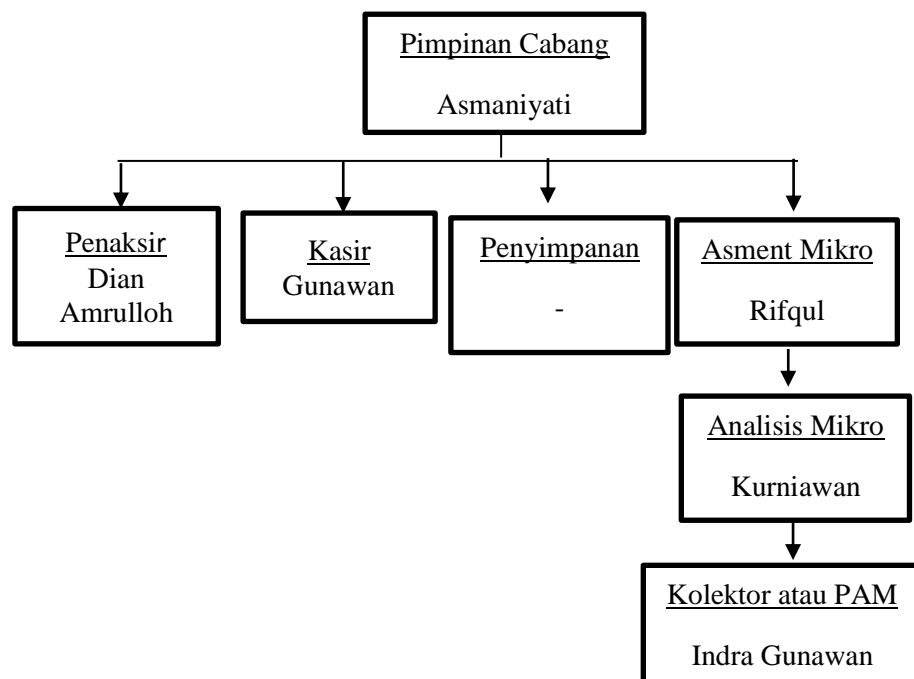 Pimpinan Cabang
Asmaniyati
Penaksir
Dian
Amrulloh
Kasir
Gunawan
Penyimpanan
-
Asment Mikro
Rifqul
Analisis Mikro
Kurniawan
Kolektor atau PAM
Indra Gunawan